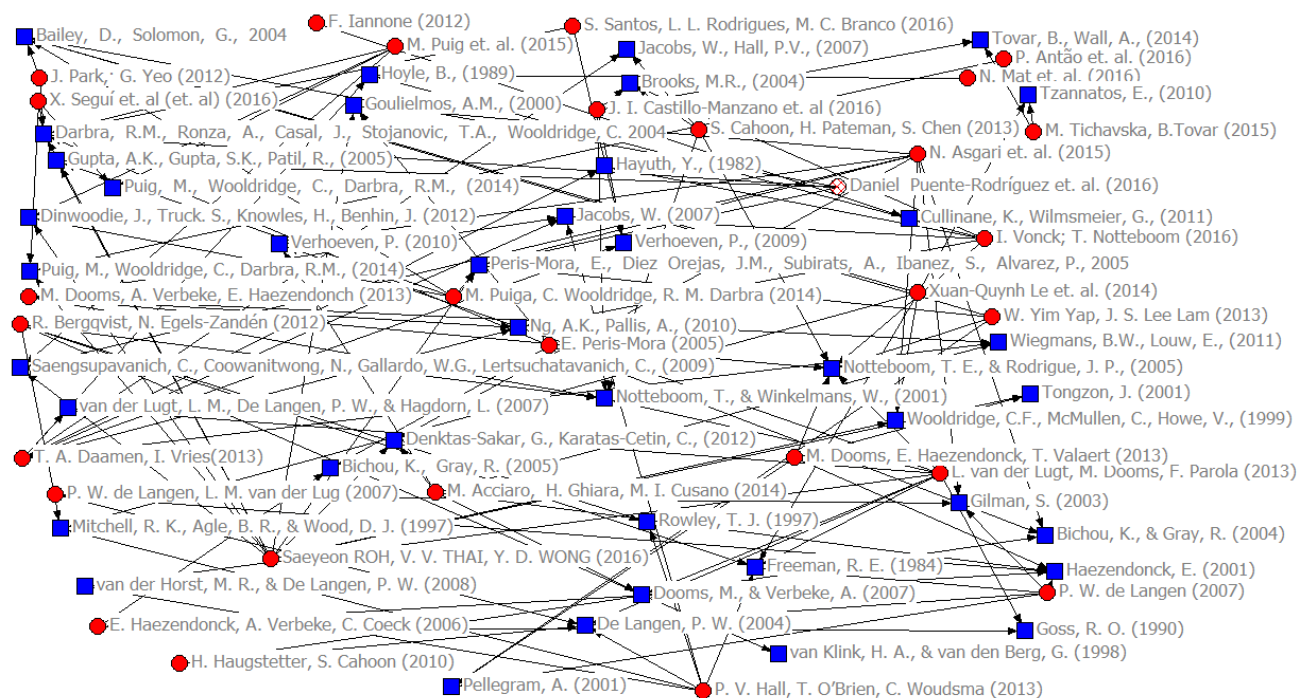 F. Iannone (2012)
S. Santos, L. L. Rodrigues, M. C. Branco (2016)
Bailey, D., Solomon, G., 2004
M. Puig et. al. (2015)
Jacobs, W., Hall, P.V., (2007)
Tovar, B., Wall, A., (2014)
P. Antão et al. (2016)
J. Park, G. Yeo (2012)
Hoyle, B., (1989)
Brooks, M.R., (2004)
N. Mat et. al. (2016)
X. Seguí et. al (et. al) (2016)
Goulielmos, A.M., (2000)
J. I. Castillo-Manzano et. al (2016)
Tzannatos, E., (2010)
Darbra, R.M., Ronza, A., Casal, J., Stojanovic, T.A., Wooldridge, C. 2004
S. Cahoon, H. Pateman, S. Chen (2013)
M. Tichavska, B.Tovar (2015)
Gupta, A.K., Gupta, S.K., Patil, R., (2005)
Hayuth, Y., (1982)
N. Asgari et. al. (2015)
Puig, M., Wooldridge, C., Darbra, R.M., (2014)
Daniel Puente-Rodríguez et. al. (2016)
Dinwoodie, J., Truck. S., Knowles, H., Benhin, J. (2012)
Jacobs, W. (2007)
Cullinane, K., Wilmsmeier, G., (2011)
Verhoeven, P. (2010)
Verhoeven, P., (2009)
I. Vonck; T. Notteboom (2016)
Puig, M., Wooldridge, C., Darbra, R.M., (2014)
Peris-Mora, E., Diez Orejas, J.M., Subirats, A., Ibanez, S., Alvarez, P., 2005
M. Dooms, A. Verbeke, E. Haezendonch (2013)
M. Puiga, C. Wooldridge, R. M. Darbra (2014)
Xuan-Quynh Le et al. (2014)
R. Bergqvist, N. Egels-Zandén (2012)
Ng, A.K., Pallis, A., (2010)
W. Yim Yap, J. S. Lee Lam (2013)
E. Peris-Mora (2005)
Wiegmans, B.W., Louw, E., (2011)
Saengsupavanich, C., Coowanitwong, N., Gallardo, W.G., Lertsuchatavanich, C., (2009)
Notteboom, T. E., & Rodrigue, J. P., (2005)
van der Lugt, L. M., De Langen, P. W., & Hagdorn, L. (2007)
Notteboom, T., & Winkelmans, W., (2001)
Tongzon, J. (2001)
Wooldridge, C.F., McMullen, C., Howe, V., (1999)
Denktas-Sakar, G., Karatas-Cetin, C., (2012)
T. A. Daamen, I. Vries(2013)
Bichou, K., Gray, R. (2005)
M. Dooms, E. Haezendonck, T. Valaert (2013)
L. van der Lugt, M. Dooms, F. Parola (2013)
P. W. de Langen, L. M. van der Lug (2007)
M. Acciaro, H. Ghiara, M. I. Cusano (2014)
Gilman, S. (2003)
Mitchell, R. K., Agle, B. R., & Wood, D. J. (1997)
Rowley, T. J. (1997)
Bichou, K., & Gray, R. (2004)
Saeyeon ROH, V. V. THAI, Y. D. WONG (2016)
Freeman, R. E. (1984)
Haezendonck, E. (2001)
van der Horst, M. R., & De Langen, P. W. (2008)
Dooms, M., & Verbeke, A. (2007)
P. W. de Langen (2007)
E. Haezendonck, A. Verbeke, C. Coeck (2006)
De Langen, P. W. (2004)
Goss, R. O. (1990)
H. Haugstetter, S. Cahoon (2010)
van Klink, H. A., & van den Berg, G. (1998)
Pellegram, A. (2001)
P. V. Hall, T. O'Brien, C. Woudsma (2013)